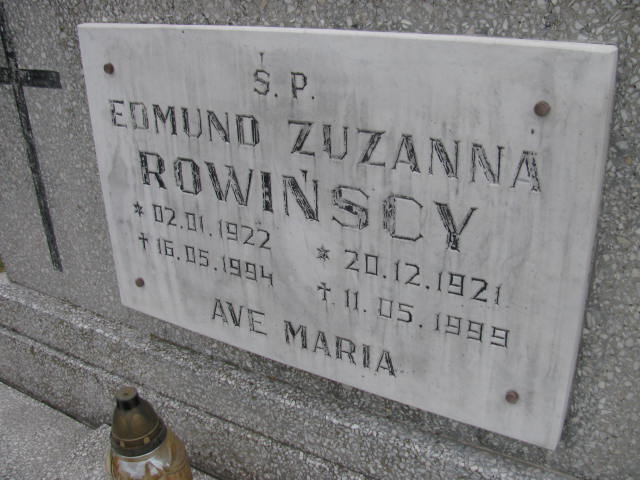 Ś. P.
EDMUND ZUZANNA
ROWIŃSCY
* 02.01.1922 * 20.12.1921
✝ 16.05.1994 ✝ 11.05.1999
AVE MARIA